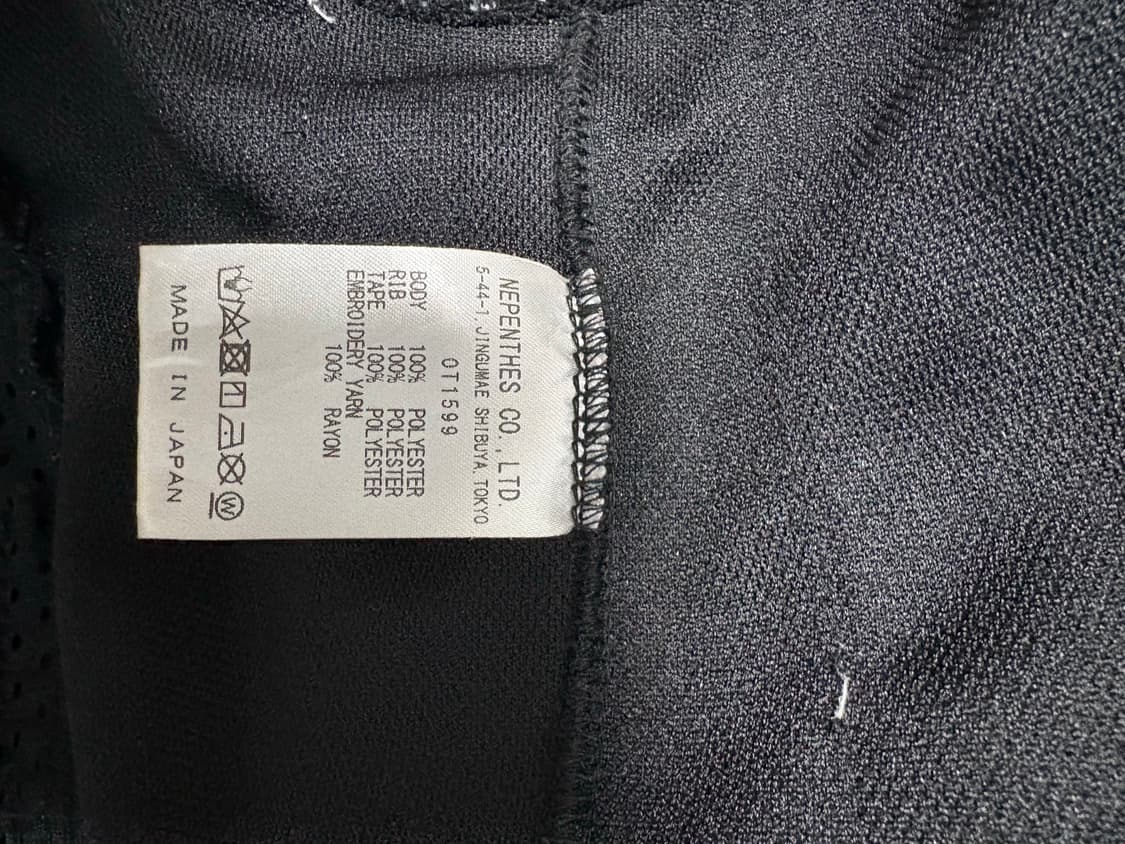 NEPENTHES CO.,LTD.
5-44-1, JINGUMAE SHIBUYA, TOKYO
OT1599
BODY 100% POLYESTER
RIB 100% POLYESTER
TAPE 100% POLYESTER
EMBROIDERY YARN
100% RAYON
W
MADE IN JAPAN